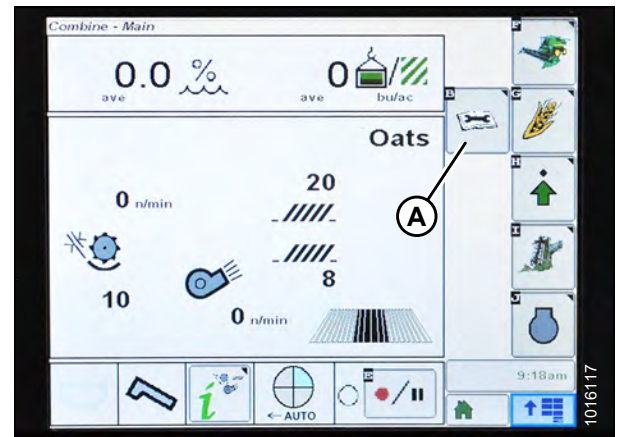 Combine - Main
0.0 %
ave
0
ave
bu/ac
B
F
G
H
I
J
Oats
A
0 n/min
20
8
10
0 n/min
i
← AUTO
E
9:18am
1016117